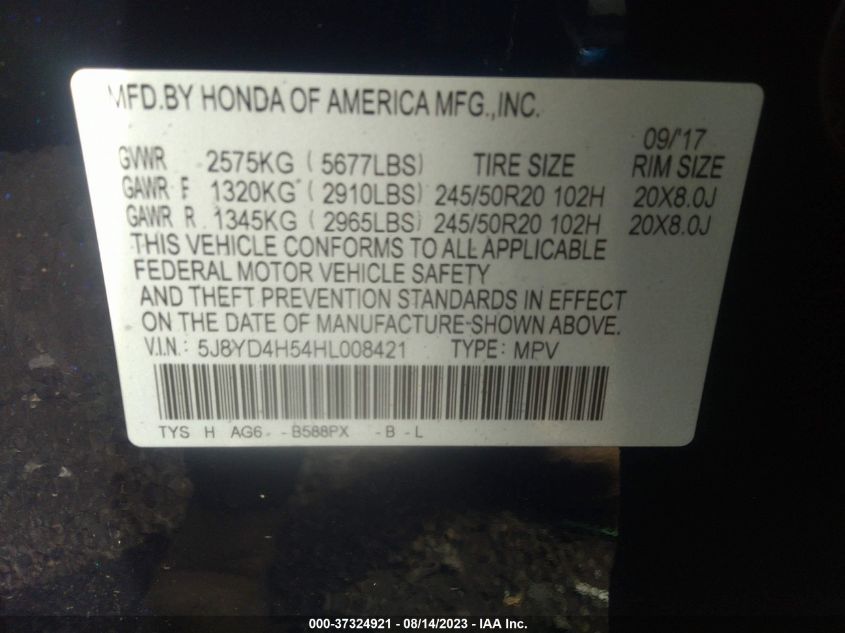 MFD.BY HONDA OF AMERICA MFG.,INC.
09/'17
GVWR 2575KG ( 5677LBS) TIRE SIZE RIM SIZE
GAWR F 1320KG ( 2910LBS) 245/50R20 102H 20X8.0J
GAWR R 1345KG ( 2965LBS) 245/50R20 102H 20X8.0J
THIS VEHICLE CONFORMS TO ALL APPLICABLE
FEDERAL MOTOR VEHICLE SAFETY
AND THEFT PREVENTION STANDARDS IN EFFECT
ON THE DATE OF MANUFACTURE-SHOWN ABOVE.
V.I.N.: 5J8YD4H54HL008421 TYPE: MPV
TYS H AG6 - B588PX - B - L
000-37324921 - 08/14/2023 - IAA Inc.